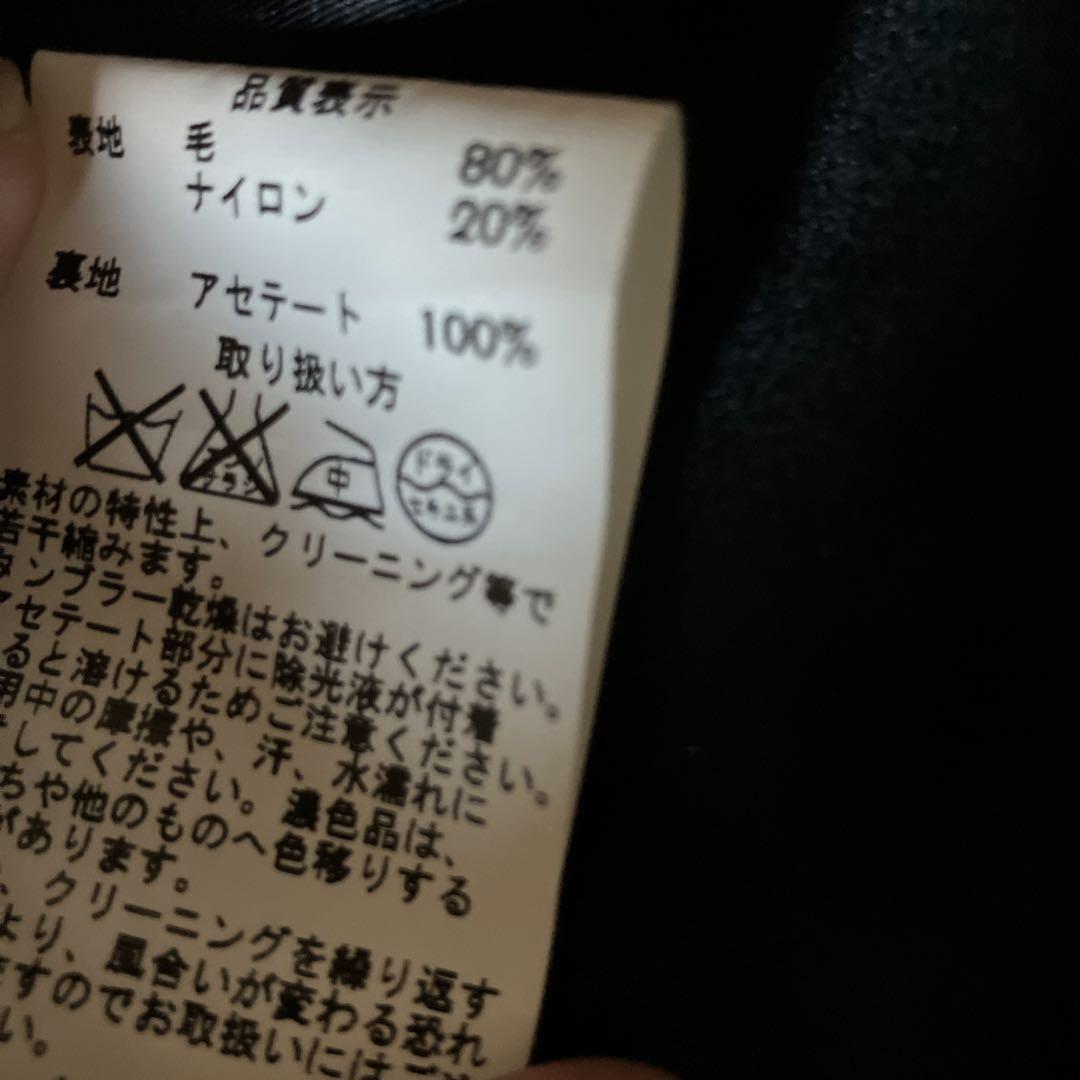 品質表示
表地 毛 80%
ナイロン 20%
裏地 アセテート 100%
取り扱い方
中 ドライ セキユ系
素材の特性上、クリーニング等で
若干縮みます。
タンブラー乾燥はお避けください。
アセテート部分に除光液が付着
ると溶けるためご注意ください。
用中の摩擦や、汗、水濡れに
してください。濃色品は、
ちや他のものへ色移りする
があります。
、クリーニングを繰り返す
より、風合いが変わる恐れ
ますのでお取扱いにはご
い。